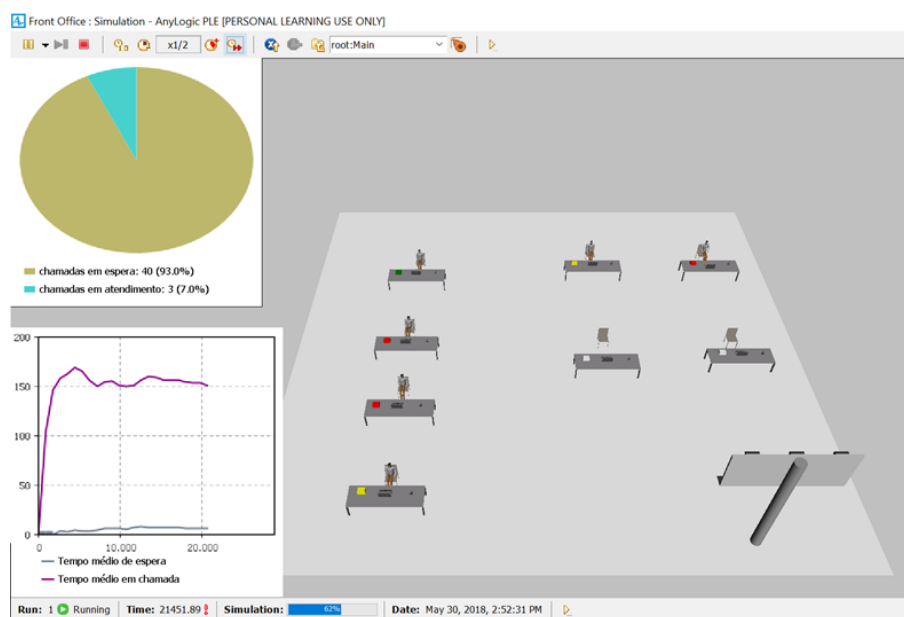 Front Office : Simulation - AnyLogic PLE [PERSONAL LEARNING USE ONLY]
x1/2
root:Main
chamadas em espera: 40 (93.0%)
chamadas em atendimento: 3 (7.0%)
200
150
100
50
0
0 10.000 20.000
Tempo médio de espera
Tempo médio em chamada
Run: 1 Running Time: 21451.89 Simulation: 62% Date: May 30, 2018, 2:52:31 PM